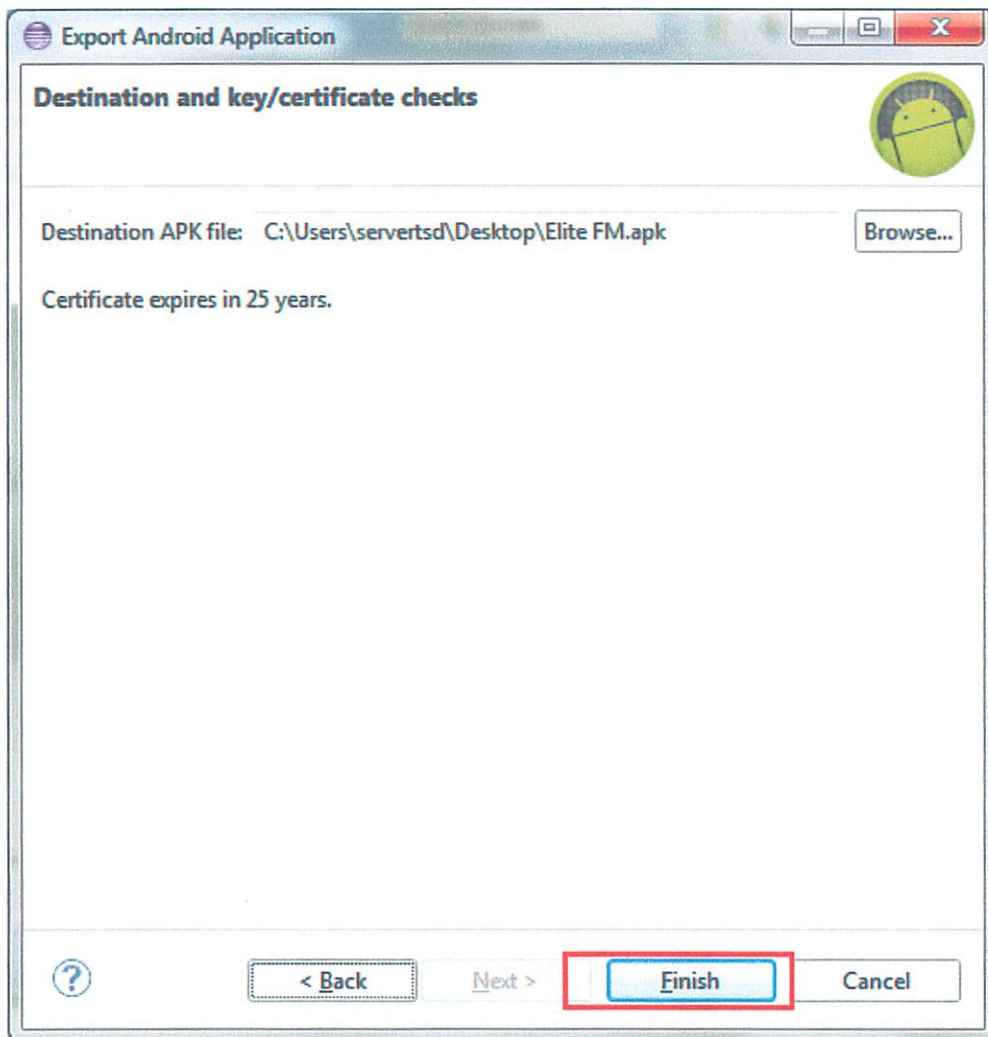 Export Android Application
Destination and key/certificate checks
Destination APK file: C:\Users\servertsd\Desktop\Elite FM.apk Browse...
Certificate expires in 25 years.
? < Back Next > Finish Cancel